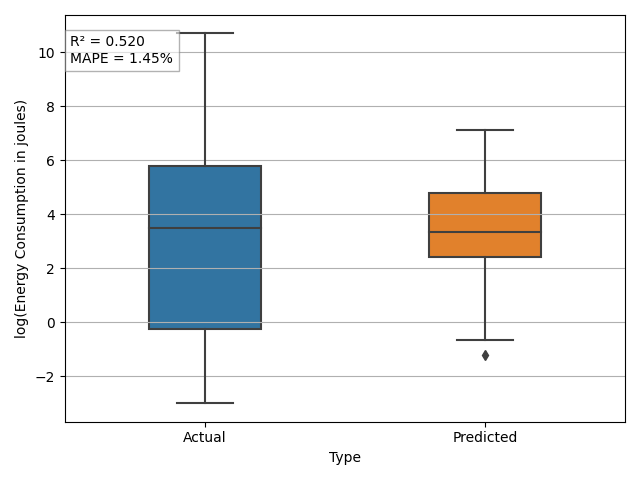 R² = 0.520
MAPE = 1.45%
10
8
6
4
2
0
−2
log(Energy Consumption in joules)
Actual
Predicted
Type